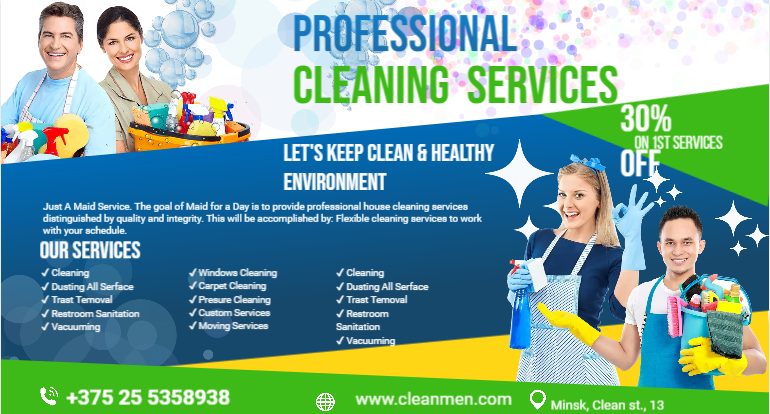 PROFESSIONAL
CLEANING SERVICES
30%
ON 1ST SERVICES
OFF
LET'S KEEP CLEAN & HEALTHY
ENVIRONMENT
Just A Maid Service. The goal of Maid for a Day is to provide professional house cleaning services
distinguished by quality and integrity. This will be accomplished by: Flexible cleaning services to work
with your schedule.
OUR SERVICES
✓ Cleaning
✓ Dusting All Serface
✓ Trast Temoval
✓ Restroom Sanitation
✓ Vacuuming
✓ Windows Cleaning
✓ Carpet Cleaning
✓ Presure Cleaning
✓ Custom Services
✓ Moving Services
✓ Cleaning
✓ Dusting All Surface
✓ Trast Temoval
✓ Restroom
Sanitation
✓ Vacuuming
+375 25 5358938
www.cleanmen.com
Minsk, Clean st., 13